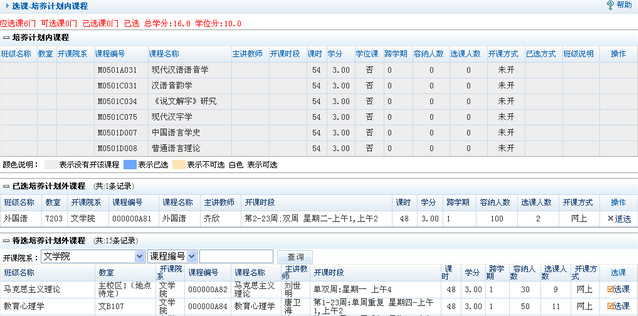 选课-培养计划内课程 帮助
应选课6门 可选课0门 已选课0门 已选 总学分:16.0 学位分:10.0
培养计划内课程
班级名称 教室 开课院系 课程编号 课程名称 主讲教师 开课时段 课时 学分 学位课 跨学期 容纳人数 选课人数 开课方式 已选方式 班级说明 操作
M0501A031 现代汉语语音学 54 3.00 否 0 0 0 未开
M0501C031 汉语音韵学 54 3.00 否 0 0 0 未开
M0501C034 《说文解字》研究 54 3.00 否 0 0 0 未开
M0501C075 现代汉字学 54 3.00 否 0 0 0 未开
M0501D007 中国语言学史 54 3.00 否 0 0 0 未开
M0501D008 普通语言理论 54 3.00 否 0 0 0 未开
颜色说明： 表示没有开该课程 表示已选 表示不可选 白色 表示可选
已选培养计划外课程 (共:1条记录)
班级名称 教室 开课院系 课程编号 课程名称 主讲教师 开课时段 课时 学分 跨学期 容纳人数 选课人数 开课方式 操作
外国语 7203 文学院 000000A81 外国语 齐欣 第2-23周:双周 星期二-上午1,上午2 48 3.00 1 100 2 网上 退选
待选培养计划外课程 (共:15条记录)
开课院系： 文学院 课程编号 查询
班级名称 教室 开课院系 课程编号 课程名称 主讲教师 开课时段 课时 学分 跨学期 容纳人数 选课人数 开课方式 选课
马克思主义理论 主校区1（地点待定） 文学院 000000A82 马克思主义理论 刘世明 单双周:星期一 上午4 48 3.00 1 30 9 网上 选课
教育心理学 文B107 文学院 000000A84 教育心理学 唐卫海 第1-23周:单周重复 星期四-上午1,上午2 48 3.00 1 50 11 网上 选课